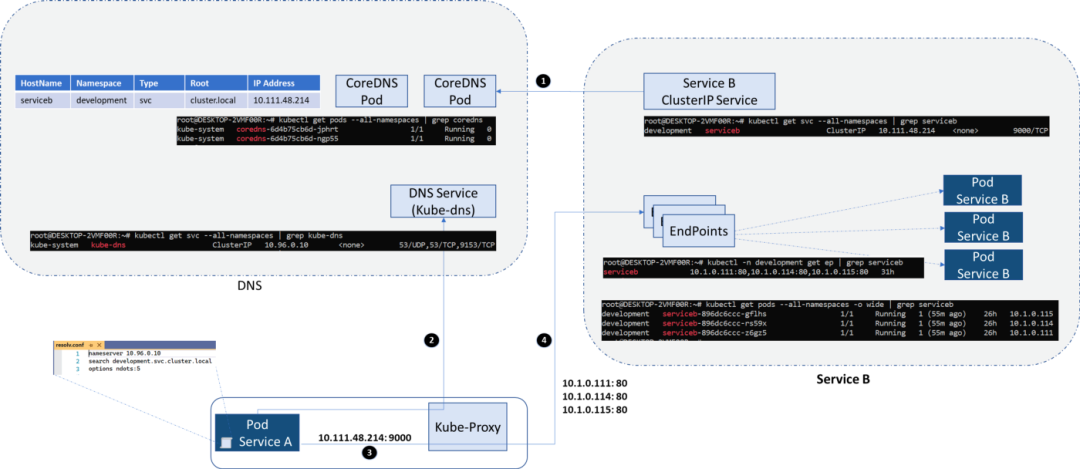 HostName Namespace Type Root IP Address
serviceb development svc cluster.local 10.111.48.214
CoreDNS
Pod
CoreDNS
Pod
1
Service B
ClusterIP Service
root@DESKTOP-2VMF00R:~# kubectl get pods --all-namespaces | grep coredns
kube-system coredns-6d4b75cb6d-jphrt 1/1 Running 0
kube-system coredns-6d4b75cb6d-ngp55 1/1 Running 0
root@DESKTOP-2VMF00R:~# kubectl get svc --all-namespaces | grep serviceb
development serviceb ClusterIP 10.111.48.214 <none> 9000/TCP
DNS Service
(Kube-dns)
root@DESKTOP-2VMF00R:~# kubectl get svc --all-namespaces | grep kube-dns
kube-system kube-dns ClusterIP 10.96.0.10 <none> 53/UDP,53/TCP,9153/TCP
DNS
EndPoints
Pod
Service B
Pod
Service B
Pod
Service B
root@DESKTOP-2VMF00R:~# kubectl -n development get ep | grep serviceb
serviceb 10.1.0.111:80,10.1.0.114:80,10.1.0.115:80 31h
root@DESKTOP-2VMF00R:~# kubectl get pods --all-namespaces -o wide | grep serviceb
development serviceb-896dc6ccc-gflhs 1/1 Running 1 (55m ago) 26h 10.1.0.115
development serviceb-896dc6ccc-rs59x 1/1 Running 1 (55m ago) 26h 10.1.0.114
development serviceb-896dc6ccc-z6gz5 1/1 Running 1 (55m ago) 26h 10.1.0.111
Service B
2
4
resolv.conf
1 nameserver 10.96.0.10
2 search development.svc.cluster.local
3 options ndots:5
10.1.0.111: 80
10.1.0.114: 80
10.1.0.115: 80
Pod
Service A
10.111.48.214: 9000
3
Kube-Proxy